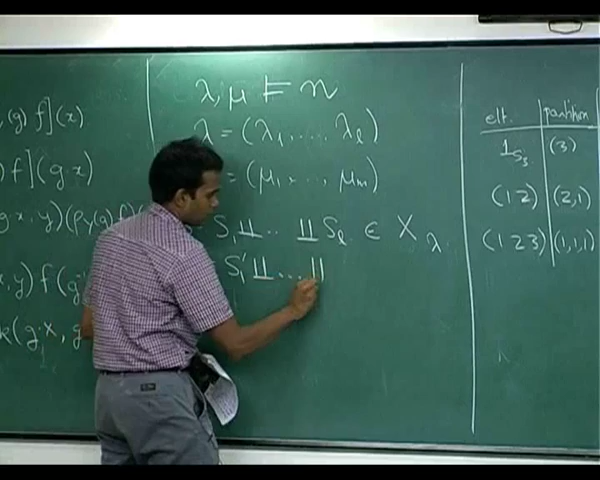 , (g) f](x)
) f](g·x)
g·x, y)(ρ_Y(g)f)(
x, y) f(g
k(g·x, g
λ, μ ⊨ n
λ = (λ₁, ..., λ_l)
= (μ₁, ..., μ_m)
S₁ ⨿ .. ⨿ S_l ∈ X_λ.
S₁' ⨿ ... ⨿
elt. partition
1_{S₃} (3)
(1 2) (2,1)
(1 2 3) (1,1,1)